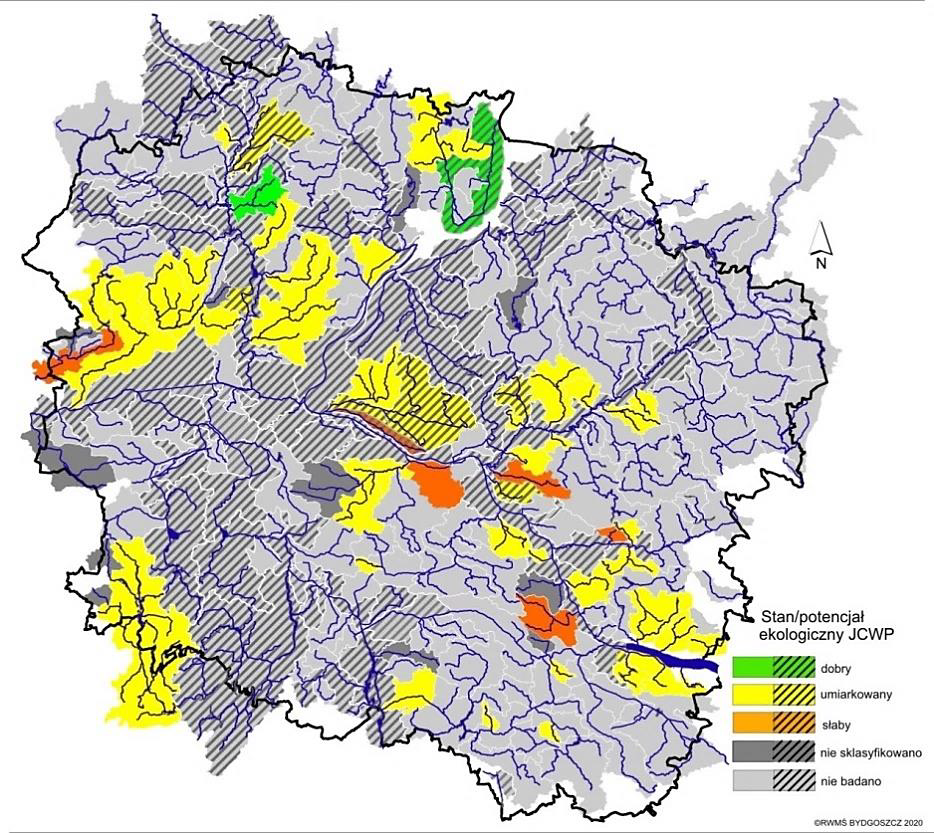 N
Stan/potencjał
ekologiczny JCWP
dobry
umiarkowany
słaby
nie sklasyfikowano
nie badano
©RWMŚ BYDGOSZCZ 2020